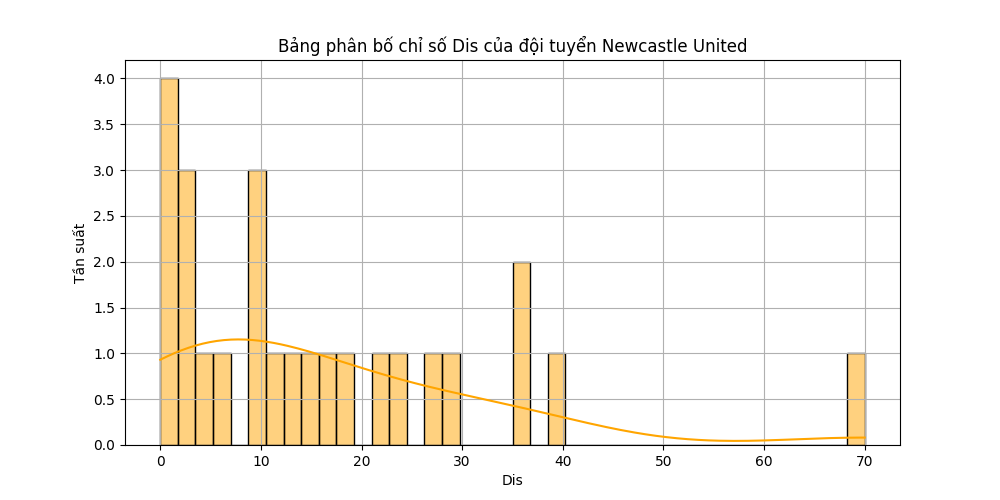 Bảng phân bố chỉ số Dis của đội tuyển Newcastle United
4.0
3.5
3.0
2.5
2.0
1.5
1.0
0.5
0.0
Tần suất
0 10 20 30 40 50 60 70
Dis